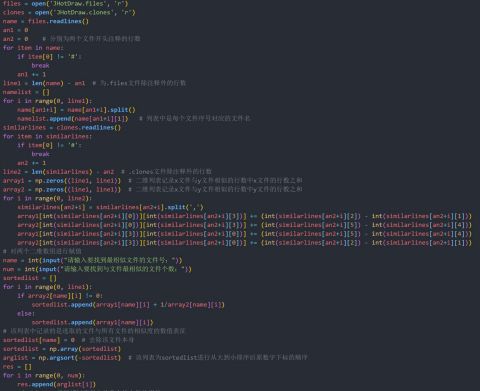 files = open('JHotDraw.files', 'r')
clones = open('JHotDraw.clones', 'r')
name = files.readlines()
an1 = 0
an2 = 0    # 分别为两个文件开头注释的行数
for item in name:
    if item[0] != '#':
        break
    an1 += 1
line1 = len(name) - an1  # 为.files文件除注释外的行数
namelist = []
for i in range(0, line1):
    name[an1+i] = name[an1+i].split()
    namelist.append(name[an1+i][1])   # 列表中是每个文件序号对应的文件名
similarlines = clones.readlines()
for item in similarlines:
    if item[0] != '#':
        break
    an2 += 1
line2 = len(similarlines) - an2  # .clones文件除注释外的行数
array1 = np.zeros((line1, line1))  # 二维列表记录x文件与y文件相似的行数中x文件的行数之和
array2 = np.zeros((line1, line1))  # 二维列表记录x文件与y文件相似的行数中y文件的行数之和
for i in range(0, line2):
    similarlines[an2+i] = similarlines[an2+i].split(',')
    array1[int(similarlines[an2+i][0])][int(similarlines[an2+i][3])] += (int(similarlines[an2+i][2]) - int(similarlines[an2+i][1]))
    array2[int(similarlines[an2+i][0])][int(similarlines[an2+i][3])] += (int(similarlines[an2+i][5]) - int(similarlines[an2+i][4]))
    array1[int(similarlines[an2+i][3])][int(similarlines[an2+i][0])] += (int(similarlines[an2+i][5]) - int(similarlines[an2+i][4]))
    array2[int(similarlines[an2+i][3])][int(similarlines[an2+i][0])] += (int(similarlines[an2+i][2]) - int(similarlines[an2+i][1]))
# 对两个二维数组进行赋值
name = int(input("请输入要找到最相似文件的文件号: "))
num = int(input("请输入要找到与文件最相似的文件个数: "))
sortedlist = []
for i in range(0, line1):
    if array2[name][i] != 0:
        sortedlist.append(array1[name][i] + 1/array2[name][i])
    else:
        sortedlist.append(array1[name][i])
# 该列表中记录的是选取的文件与所有文件的相似度的数值表征
sortedlist[name] = 0  # 去除该文件本身
sortedlist = np.array(sortedlist)
arglist = np.argsort(-sortedlist)  # 该列表为sortedlist进行从大到小排序后原数字下标的顺序
res = []
for i in range(0, num):
    res.append(arglist[i])